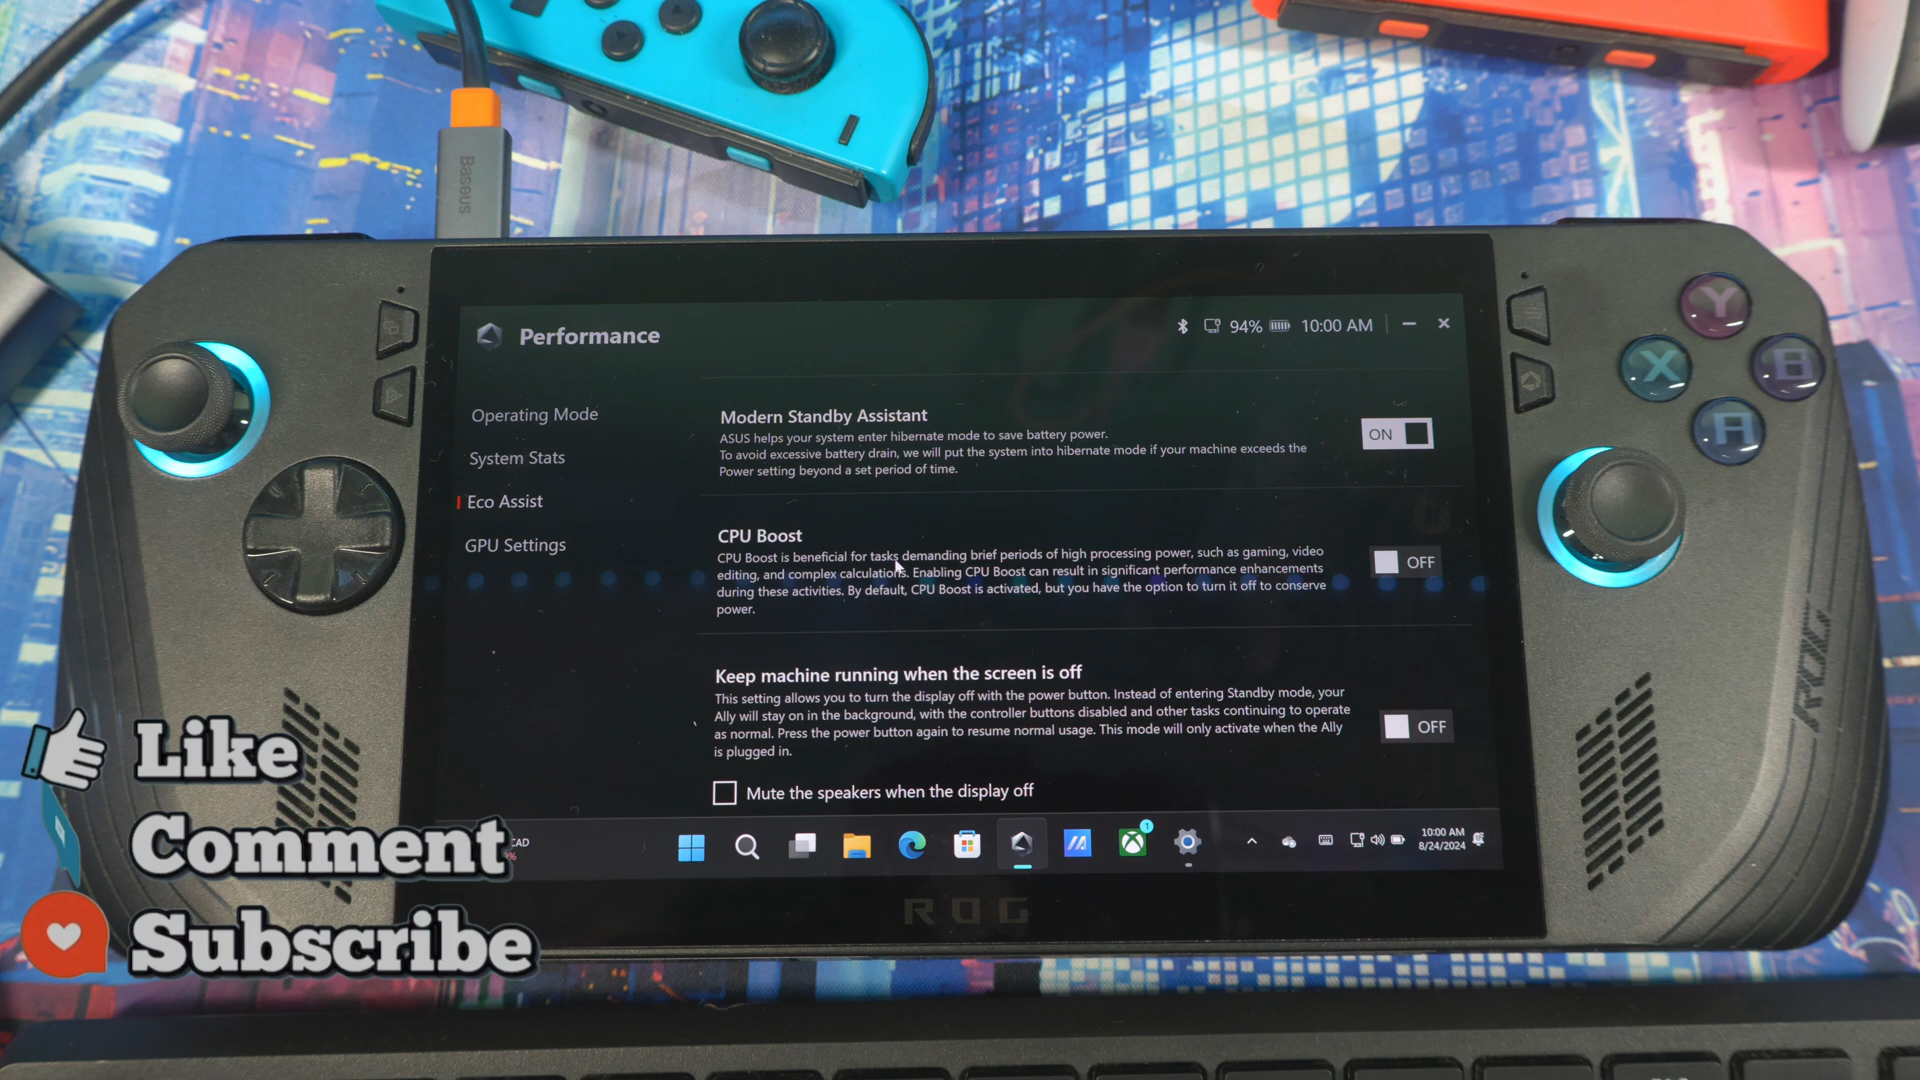 Baseus
Performance
94%
10:00 AM
Operating Mode
System Stats
Eco Assist
GPU Settings
Modern Standby Assistant
ASUS helps your system enter hibernate mode to save battery power.
To avoid excessive battery drain, we will put the system into hibernate mode if your machine exceeds the
Power setting beyond a set period of time.
ON
CPU Boost
CPU Boost is beneficial for tasks demanding brief periods of high processing power, such as gaming, video
editing, and complex calculations. Enabling CPU Boost can result in significant performance enhancements
during these activities. By default, CPU Boost is activated, but you have the option to turn it off to conserve
power.
OFF
Keep machine running when the screen is off
This setting allows you to turn the display off with the power button. Instead of entering Standby mode, your
Ally will stay on in the background, with the controller buttons disabled and other tasks continuing to operate
as normal. Press the power button again to resume normal usage. This mode will only activate when the Ally
is plugged in.
OFF
Mute the speakers when the display off
CAD
1
10:00 AM
8/24/2024
ROG
Y
X
B
A
ROG
Like
Comment
Subscribe